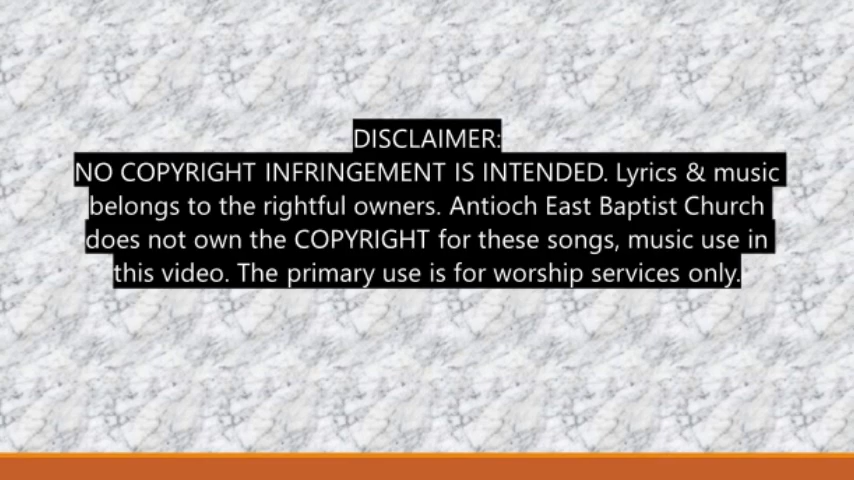 DISCLAIMER:
NO COPYRIGHT INFRINGEMENT IS INTENDED. Lyrics & music
belongs to the rightful owners. Antioch East Baptist Church
does not own the COPYRIGHT for these songs, music use in
this video. The primary use is for worship services only.